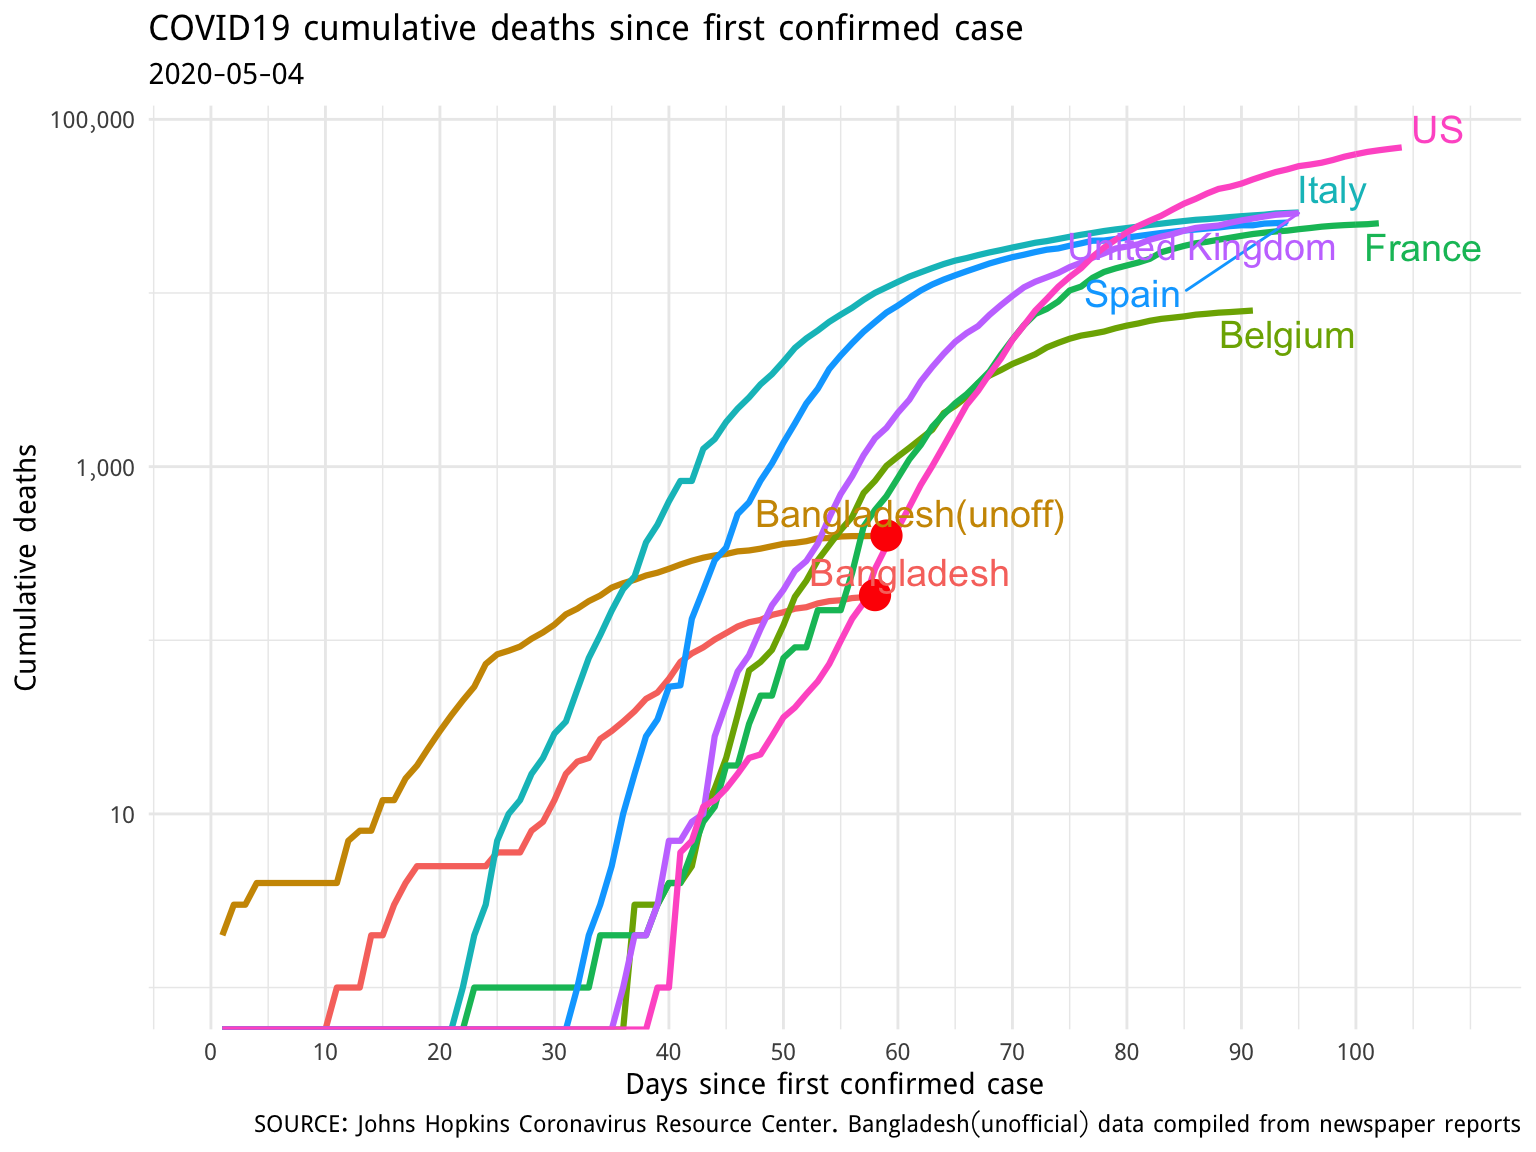 COVID19 cumulative deaths since first confirmed case
2020-05-04
Cumulative deaths
100,000
1,000
10
US
Italy
United Kingdom
France
Spain
Belgium
Bangladesh(unoff)
Bangladesh
0 10 20 30 40 50 60 70 80 90 100
Days since first confirmed case
SOURCE: Johns Hopkins Coronavirus Resource Center. Bangladesh(unofficial) data compiled from newspaper reports